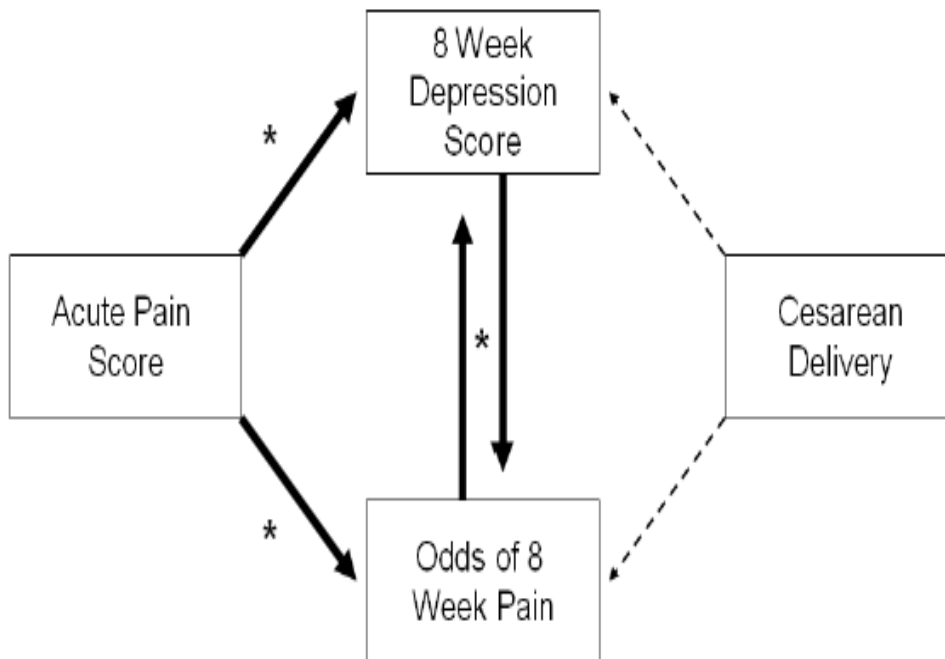 8 Week
Depression
Score
*
Acute Pain
Score
*
Cesarean
Delivery
*
Odds of 8
Week Pain